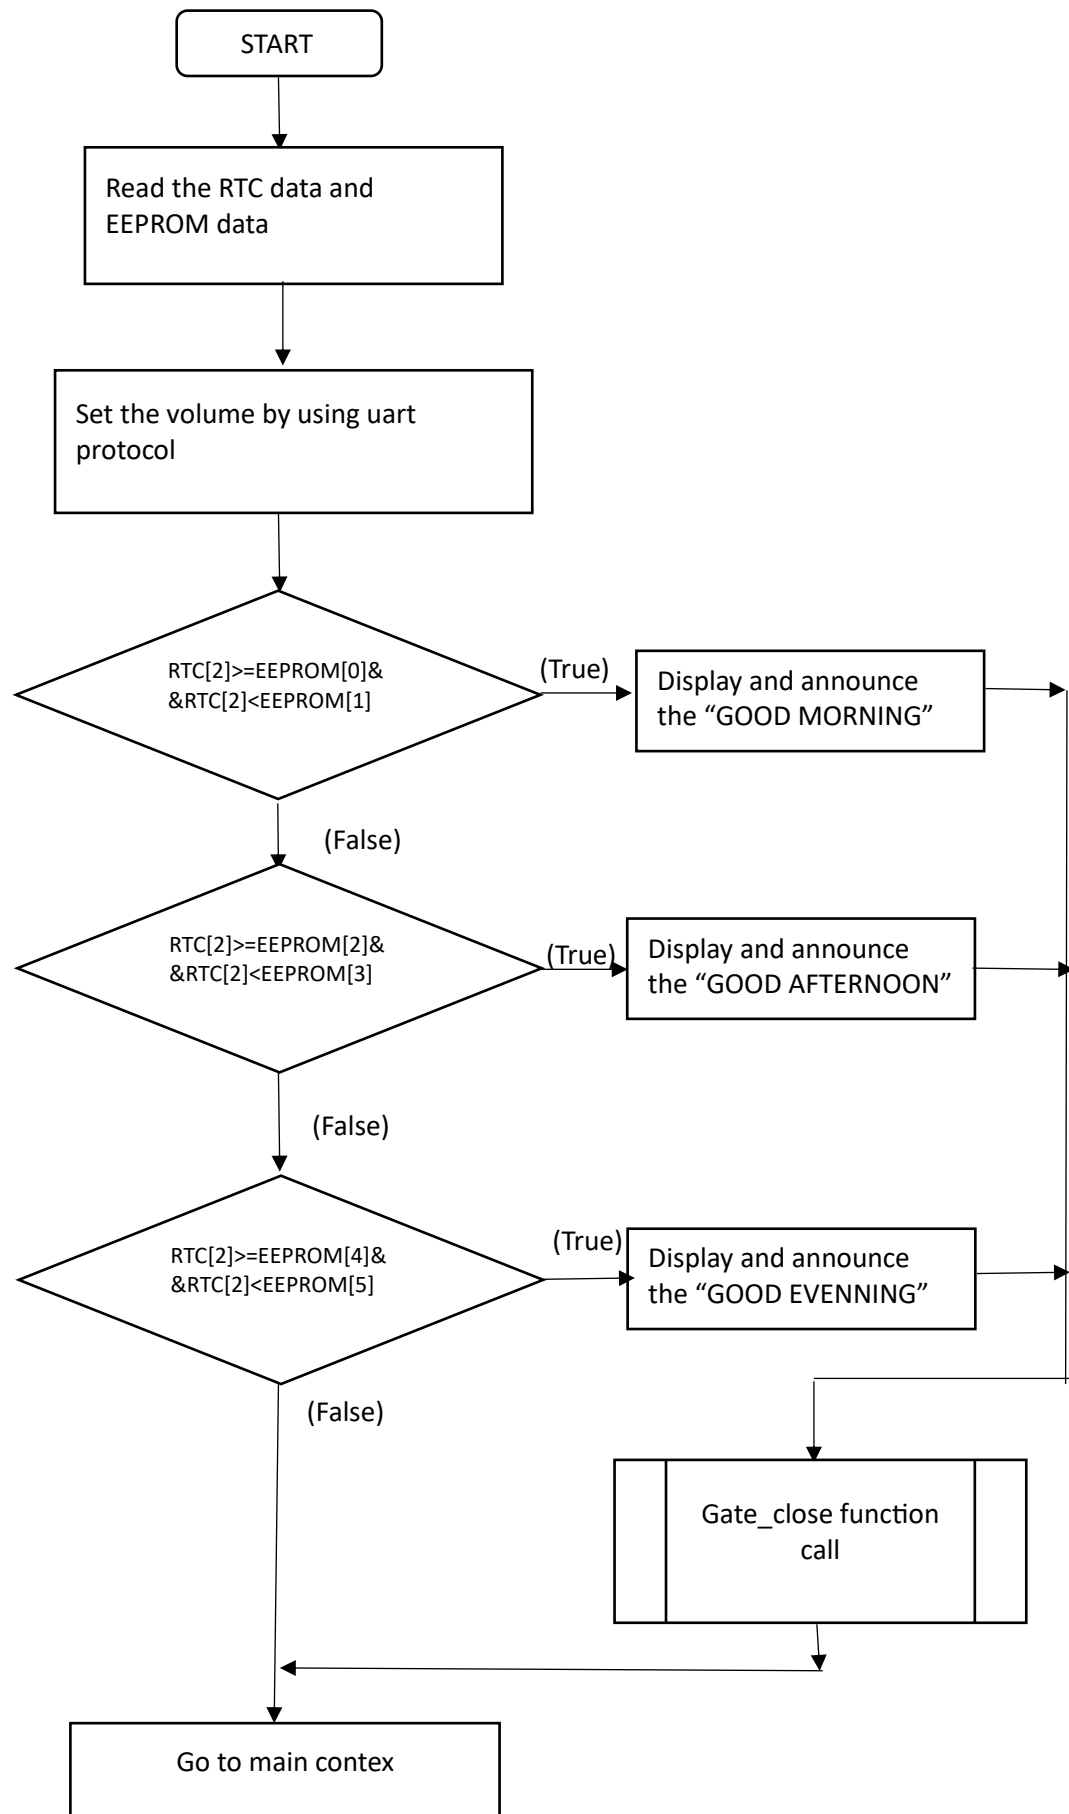 START
Read the RTC data and
EEPROM data
Set the volume by using uart
protocol
RTC[2]>=EEPROM[0]&
&RTC[2]<EEPROM[1]
(True)
Display and announce
the “GOOD MORNING”
(False)
RTC[2]>=EEPROM[2]&
&RTC[2]<EEPROM[3]
(True)
Display and announce
the “GOOD AFTERNOON”
(False)
RTC[2]>=EEPROM[4]&
&RTC[2]<EEPROM[5]
(True)
Display and announce
the “GOOD EVENNING”
(False)
Gate_close function
call
Go to main contex